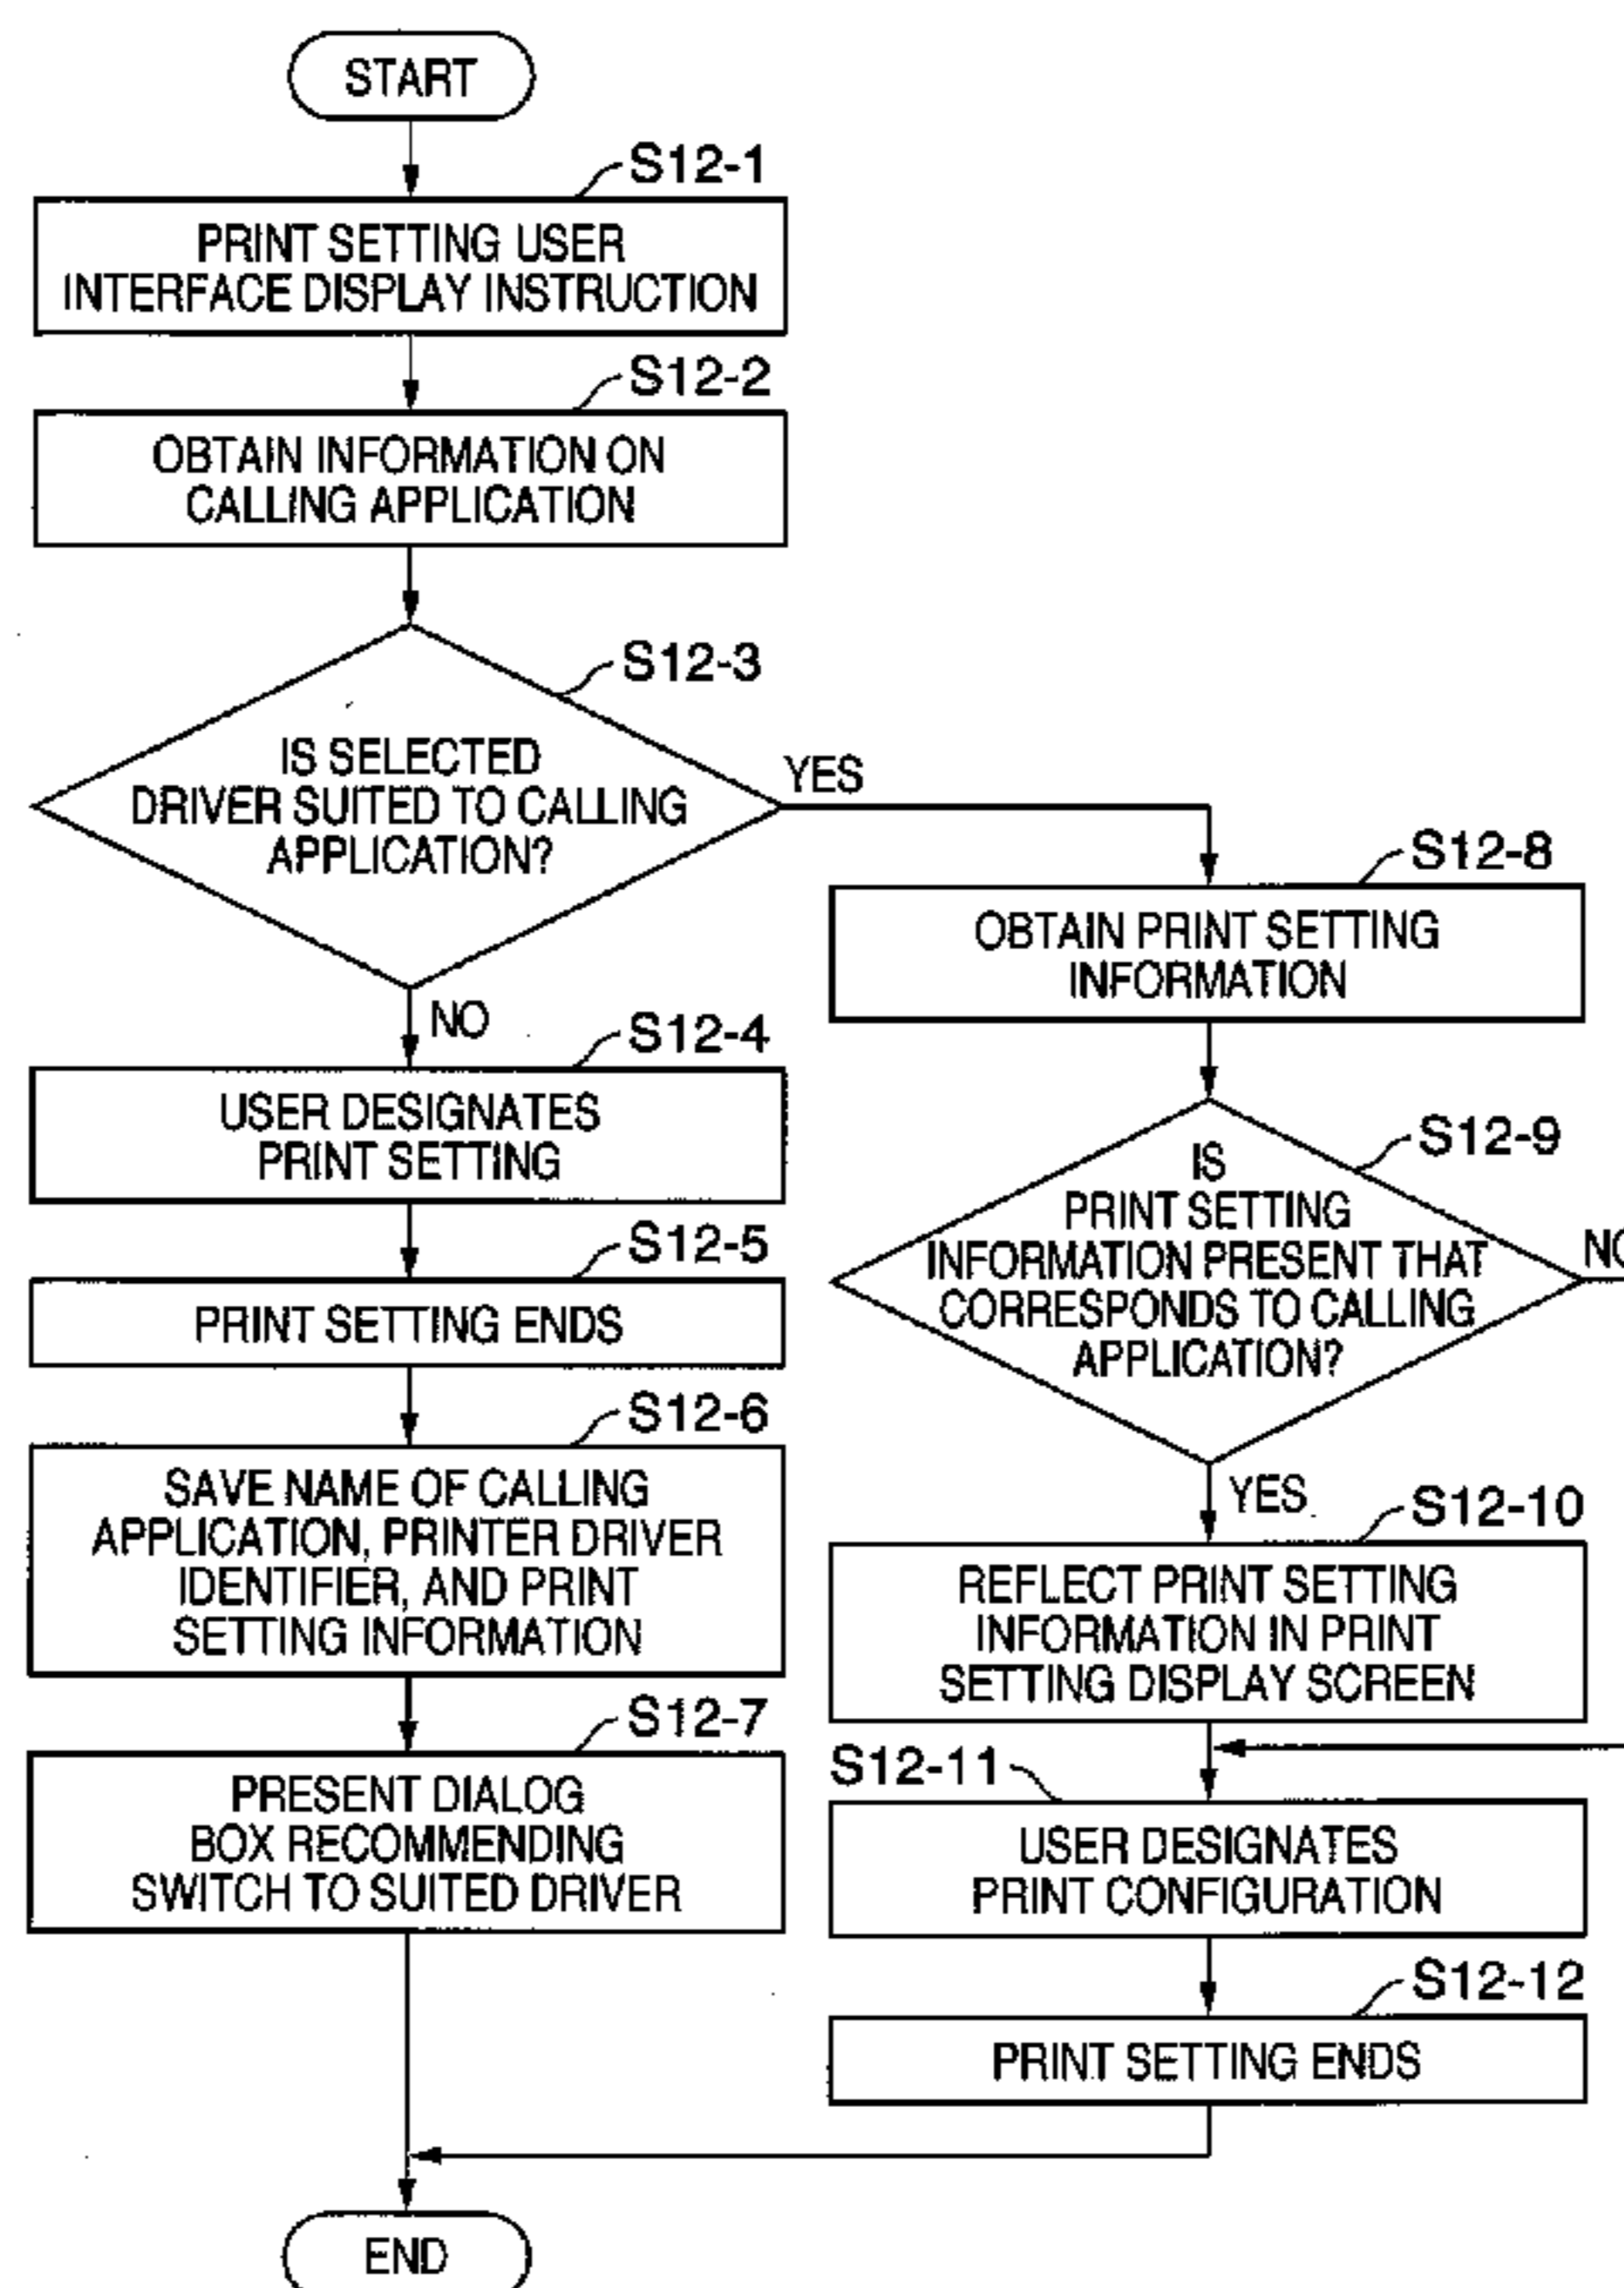 START
S12-1
PRINT SETTING USER
INTERFACE DISPLAY INSTRUCTION
S12-2
OBTAIN INFORMATION ON
CALLING APPLICATION
S12-3
IS SELECTED
DRIVER SUITED TO CALLING
APPLICATION?
YES
NO
S12-4
USER DESIGNATES
PRINT SETTING
S12-5
PRINT SETTING ENDS
S12-6
SAVE NAME OF CALLING
APPLICATION, PRINTER DRIVER
IDENTIFIER, AND PRINT
SETTING INFORMATION
S12-7
PRESENT DIALOG
BOX RECOMMENDING
SWITCH TO SUITED DRIVER
S12-8
OBTAIN PRINT SETTING
INFORMATION
S12-9
IS
PRINT SETTING
INFORMATION PRESENT THAT
CORRESPONDS TO CALLING
APPLICATION?
NO
YES
S12-10
REFLECT PRINT SETTING
INFORMATION IN PRINT
SETTING DISPLAY SCREEN
S12-11
USER DESIGNATES
PRINT CONFIGURATION
S12-12
PRINT SETTING ENDS
END